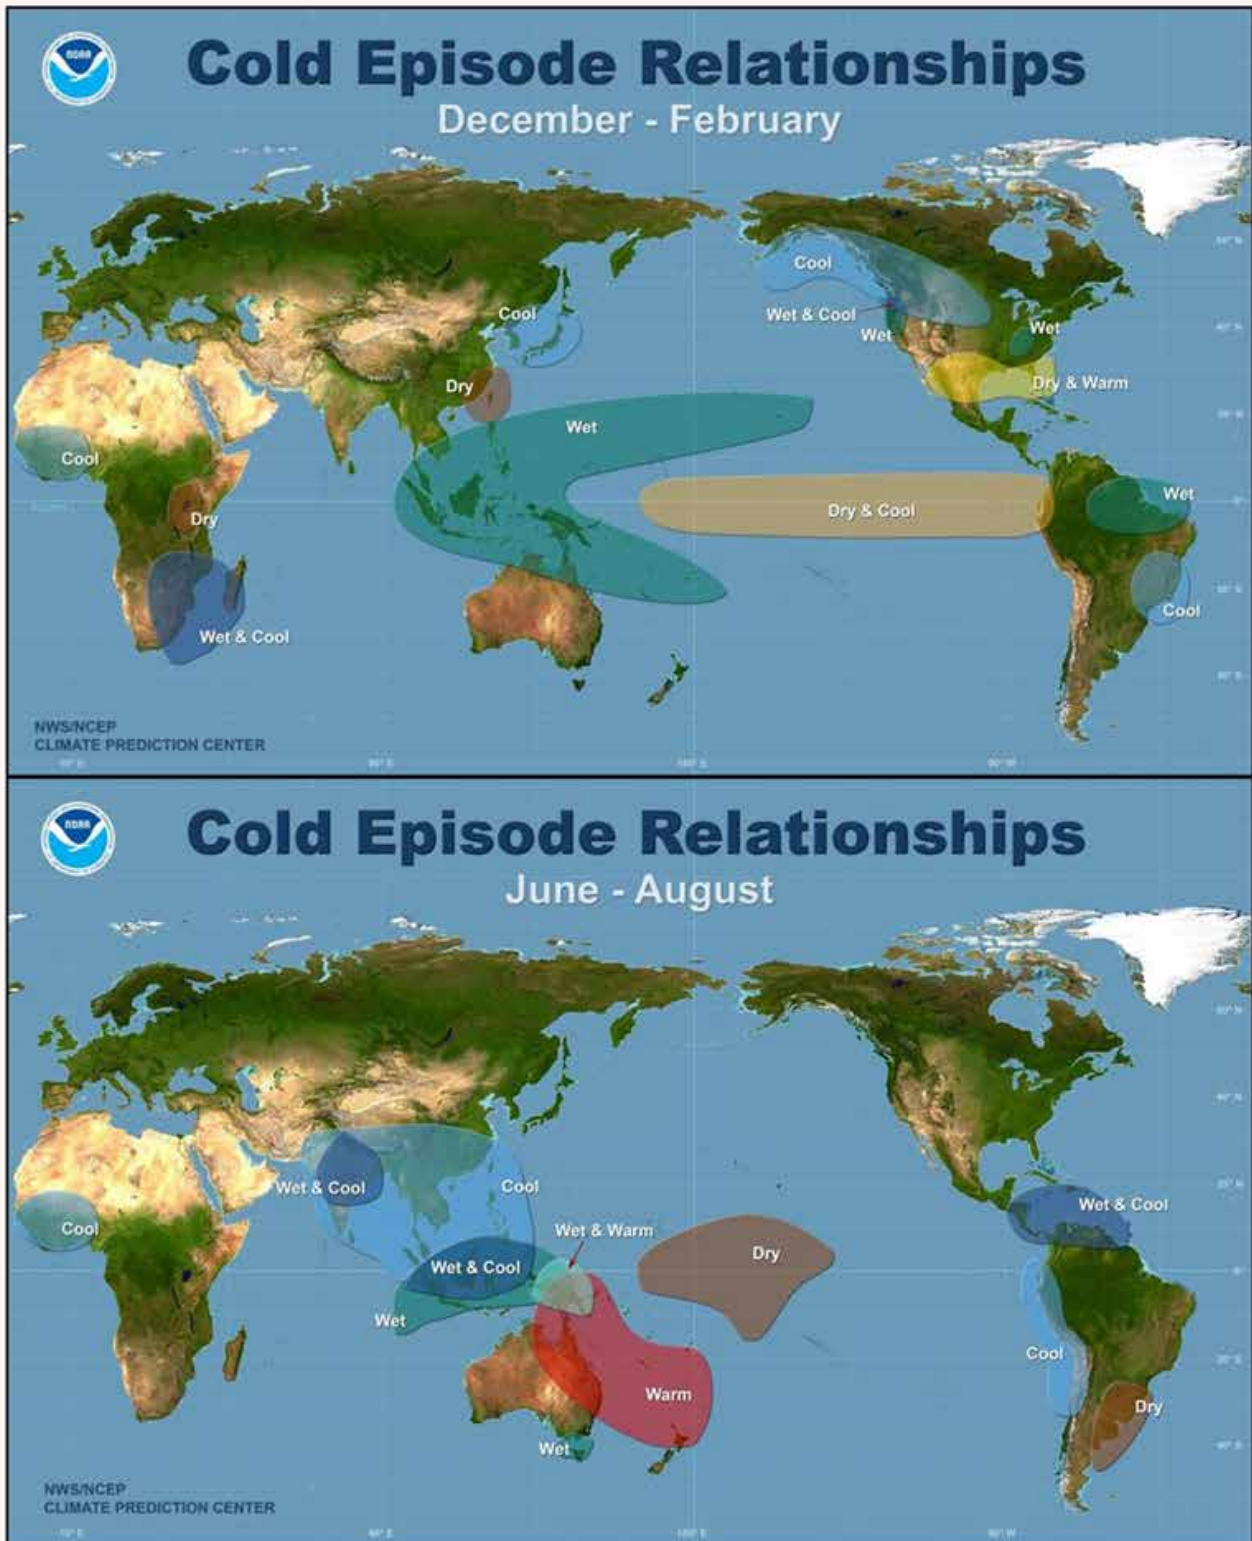 NOAA
Cold Episode Relationships
December - February
Cool
Cool
Wet & Cool
Wet
Wet
Dry
Dry & Warm
Wet
Cool
Wet
Dry & Cool
Dry
Cool
Wet & Cool
NWS/NCEP
CLIMATE PREDICTION CENTER
NOAA
Cold Episode Relationships
June - August
Wet & Cool
Cool
Wet & Cool
Cool
Wet & Warm
Dry
Wet & Cool
Wet
Cool
Warm
Dry
Wet
NWS/NCEP
CLIMATE PREDICTION CENTER